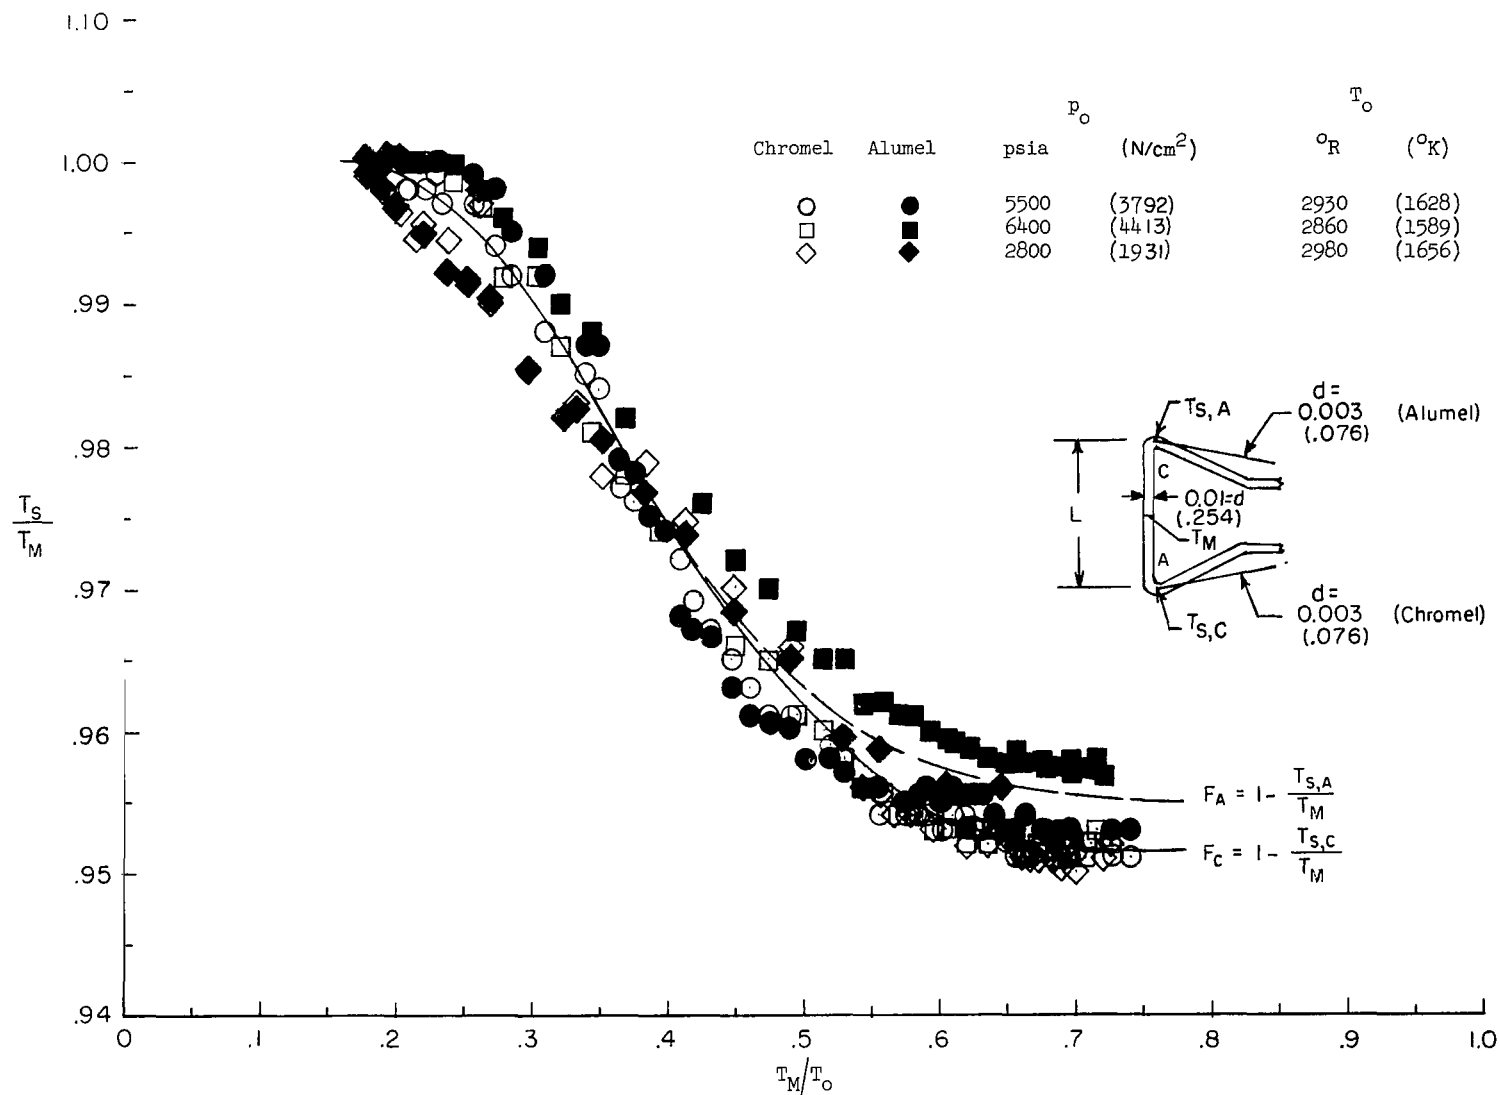 1.10
1.00
.99
.98
.97
.96
.95
.94
T_S
T_M
0 .1 .2 .3 .4 .5 .6 .7 .8 .9 1.0
T_M/T_o
p_o T_o
Chromel Alumel psia (N/cm²) °R (°K)
5500 (3792) 2930 (1628)
6400 (4413) 2860 (1589)
2800 (1931) 2980 (1656)
T_S,A
d=
0.003 (Alumel)
(.076)
C
L
0.01=d
(.254)
T_M
A
T_S,C
d=
0.003 (Chromel)
(.076)
F_A = 1- T_S,A
T_M
F_C = 1- T_S,C
T_M